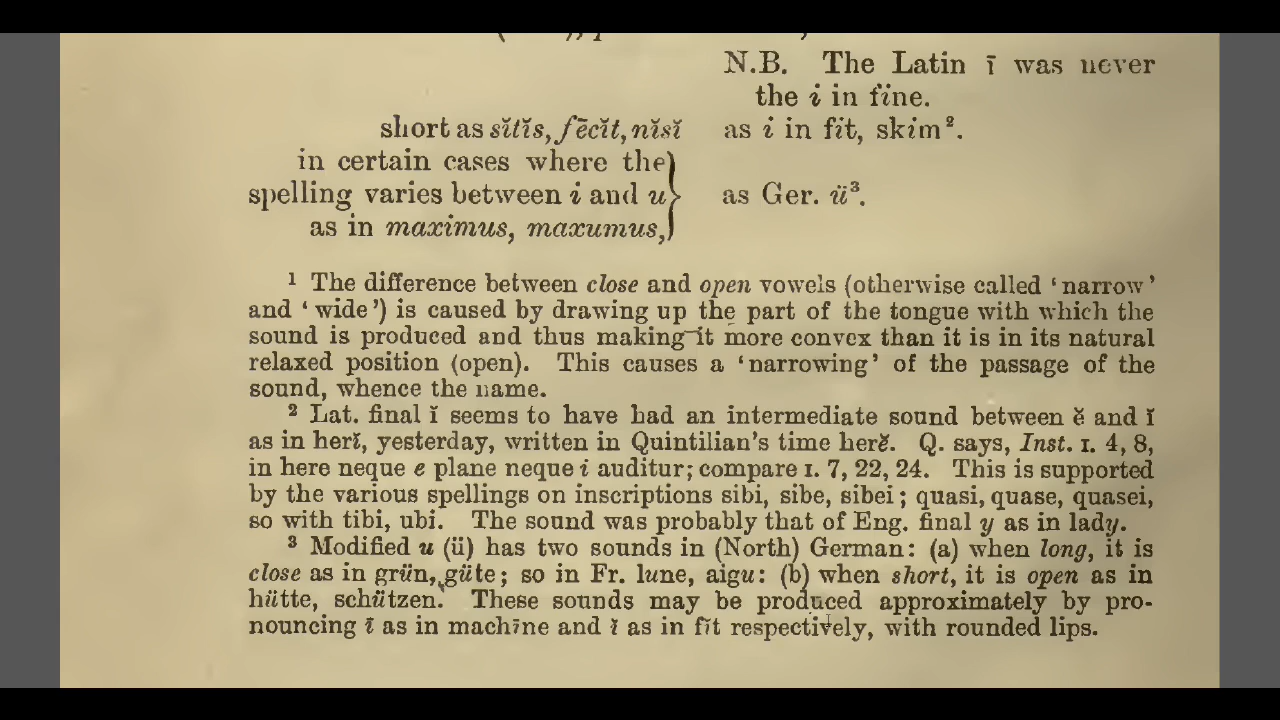 N.B. The Latin ī was never
the i in fine.
short as sĭtĭs, fēcĭt, nĭsĭ as i in fit, skim².
in certain cases where the
spelling varies between i and u as Ger. ü³.
as in maximus, maxumus,
¹ The difference between close and open vowels (otherwise called ‘narrow’
and ‘wide’) is caused by drawing up the part of the tongue with which the
sound is produced and thus making it more convex than it is in its natural
relaxed position (open). This causes a ‘narrowing’ of the passage of the
sound, whence the name.
² Lat. final ĭ seems to have had an intermediate sound between ĕ and ĭ
as in herĭ, yesterday, written in Quintilian’s time herĕ. Q. says, Inst. I. 4, 8,
in here neque e plane neque i auditur; compare I. 7, 22, 24. This is supported
by the various spellings on inscriptions sibi, sibe, sibei; quasi, quase, quasei,
so with tibi, ubi. The sound was probably that of Eng. final y as in lady.
³ Modified u (ü) has two sounds in (North) German: (a) when long, it is
close as in grün, güte; so in Fr. lune, aigu: (b) when short, it is open as in
hütte, schützen. These sounds may be produced approximately by pro-
nouncing ī as in machīne and ĭ as in fĭt respectively, with rounded lips.